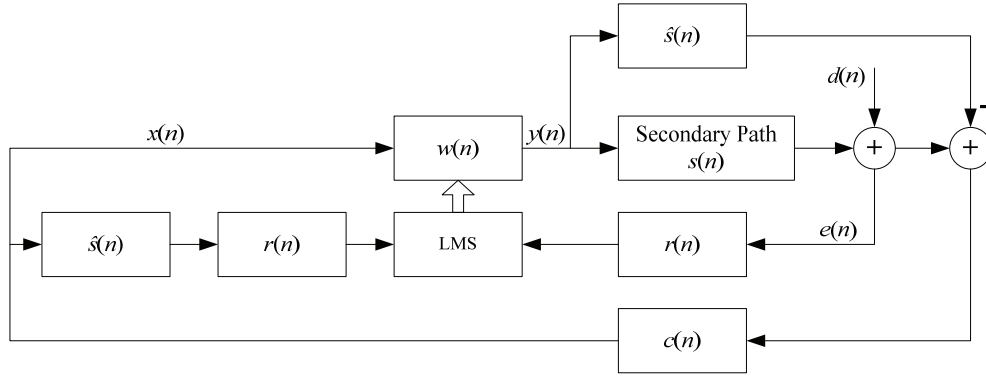 ŝ(n)
d(n)
-
x(n)
w(n)
y(n)
Secondary Path
s(n)
+
+
ŝ(n)
r(n)
LMS
r(n)
e(n)
c(n)